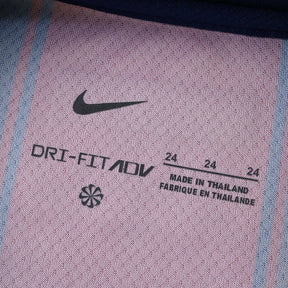 DRI-FIT ADV
24 24 24
MADE IN THAILAND
FABRIQUE EN THAILANDE